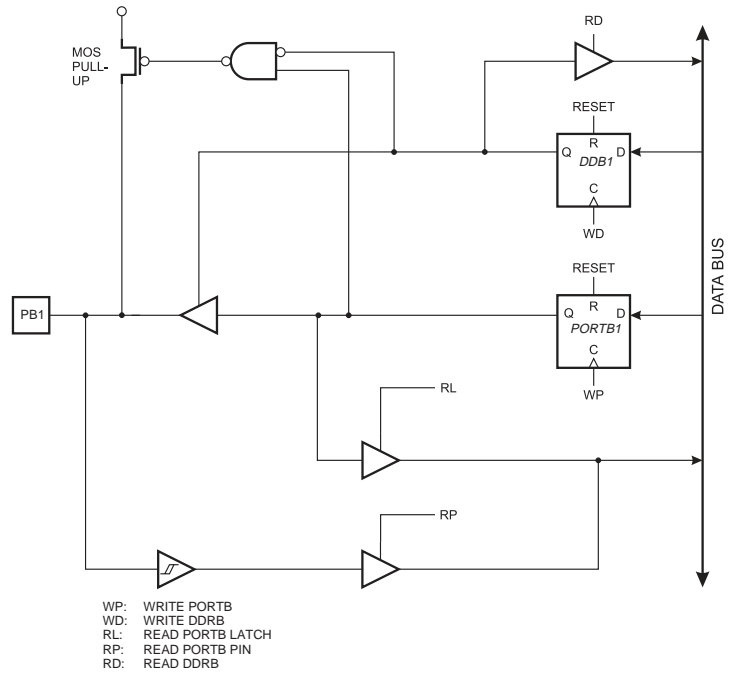 RD
MOS
PULL-
UP
RESET
R
Q
D
DDB1
C
WD
DATA BUS
RESET
R
Q
D
PB1
PORTB1
C
WP
RL
RP
WP: WRITE PORTB
WD: WRITE DDRB
RL: READ PORTB LATCH
RP: READ PORTB PIN
RD: READ DDRB